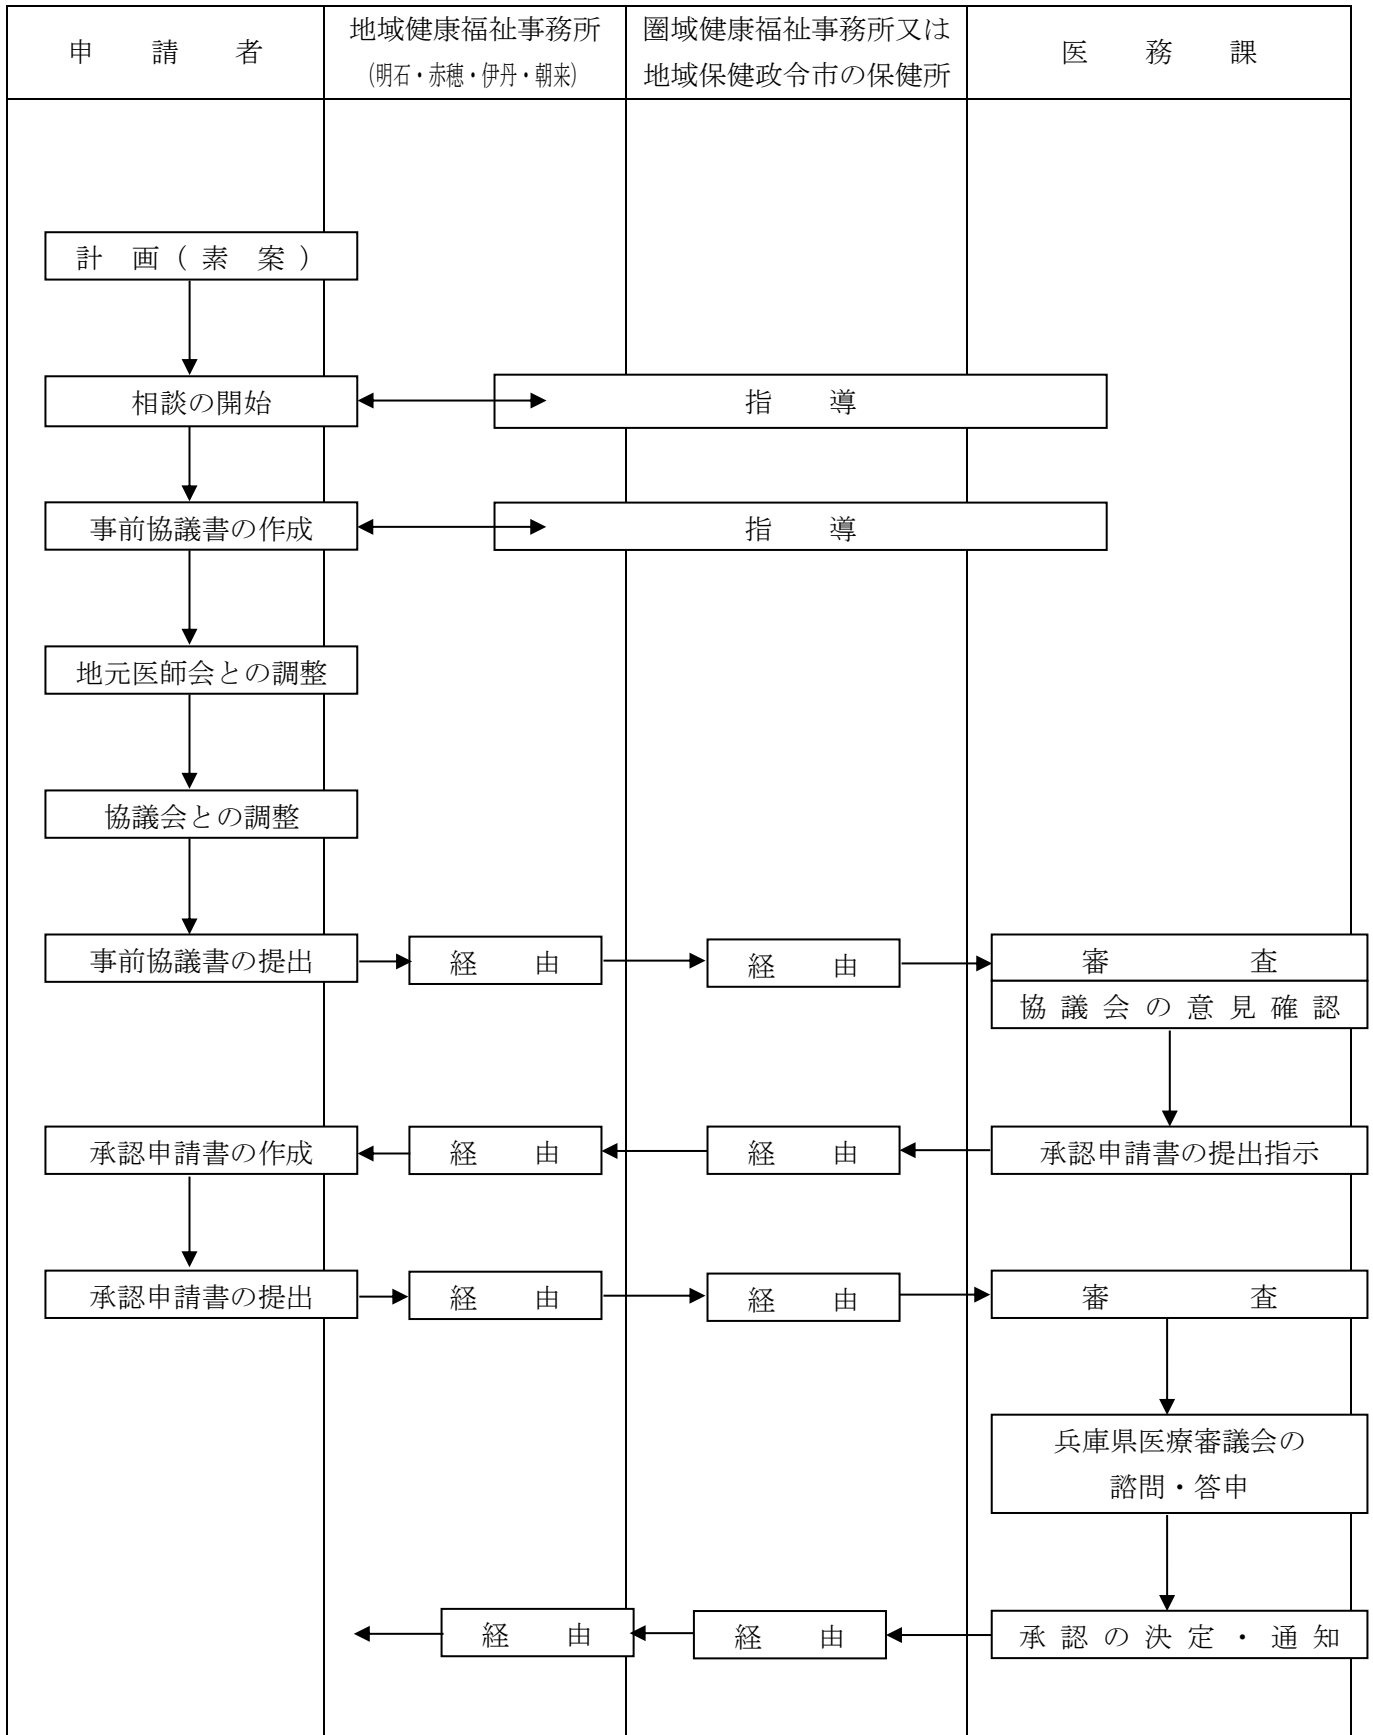 申　請　者
地域健康福祉事務所
(明石・赤穂・伊丹・朝来)
圏域健康福祉事務所又は
地域保健政令市の保健所
医　務　課
計　画（素　案）
相談の開始
指　導
事前協議書の作成
指　導
地元医師会との調整
協議会との調整
事前協議書の提出
経　由
経　由
審　査
協議会の意見確認
承認申請書の作成
経　由
経　由
承認申請書の提出指示
承認申請書の提出
経　由
経　由
審　査
兵庫県医療審議会の
諮問・答申
経　由
経　由
承認の決定・通知